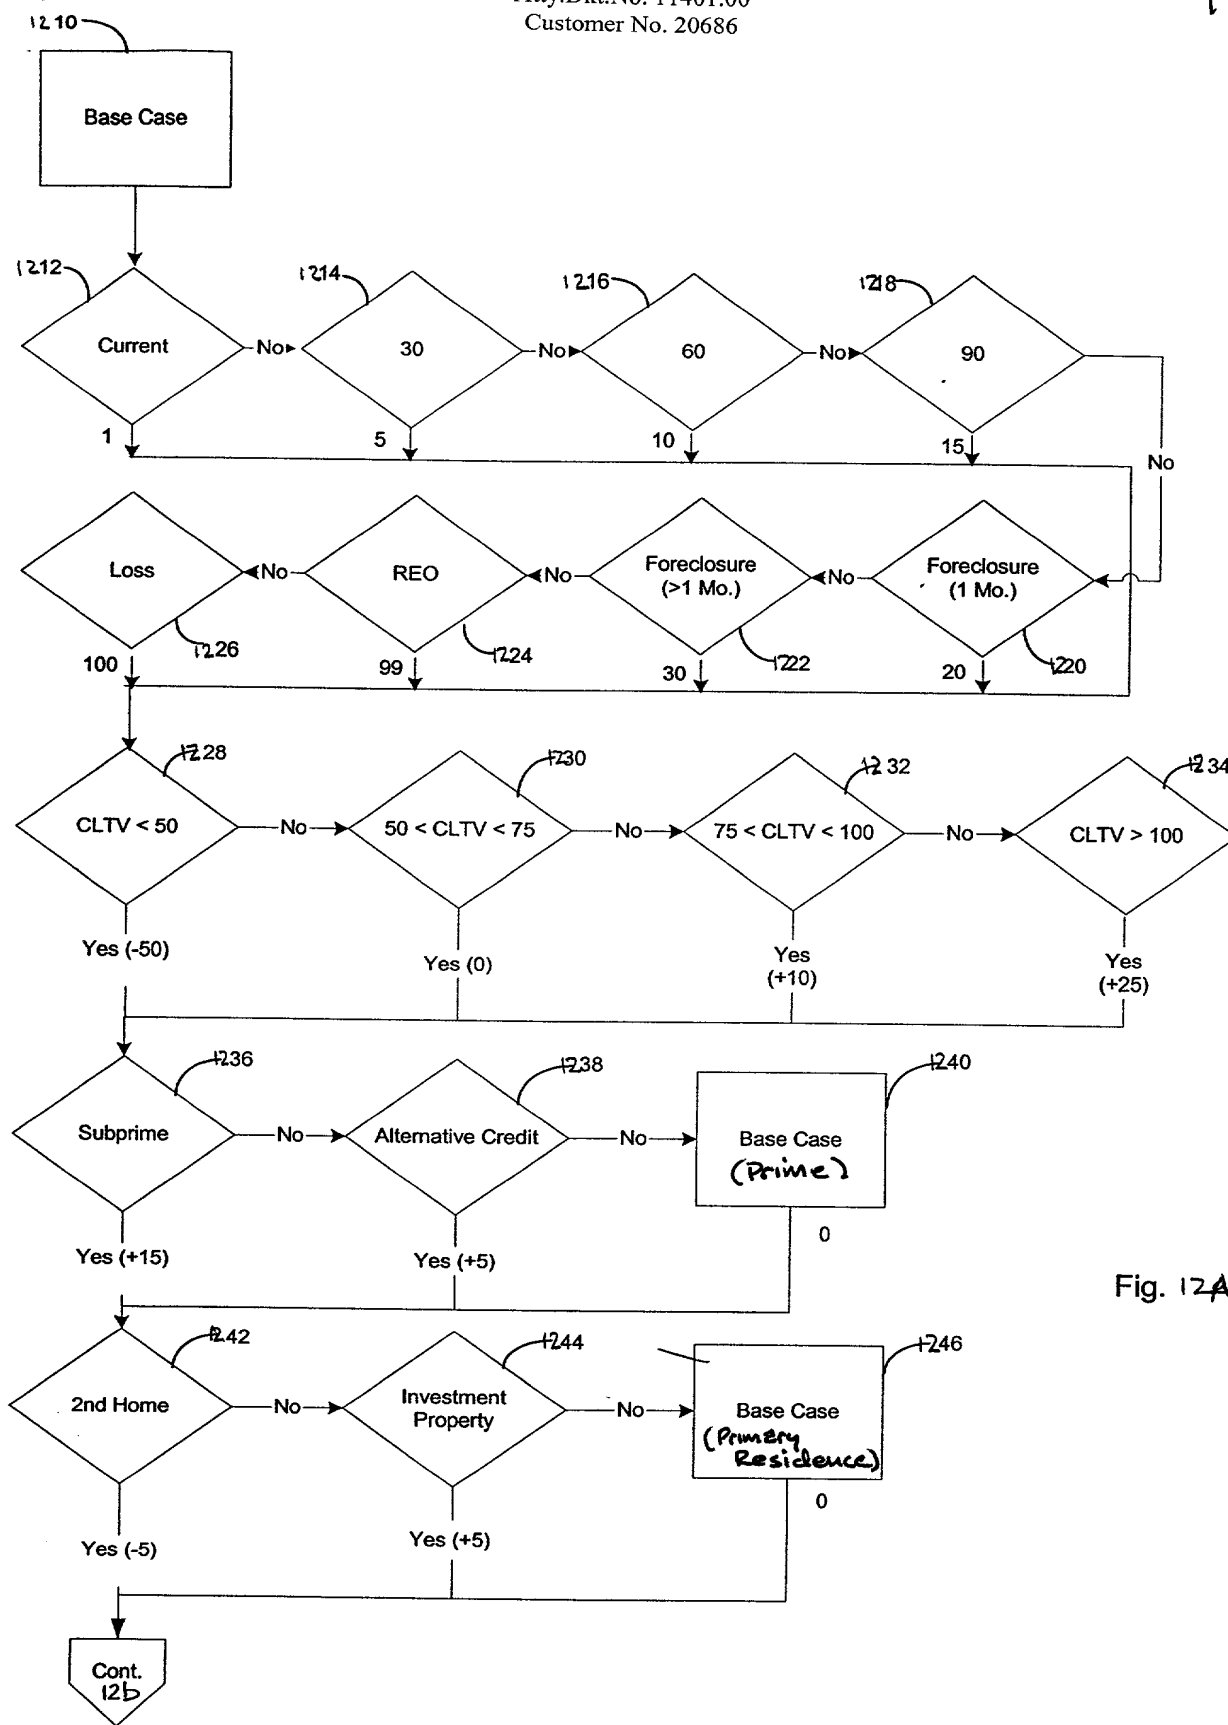 Customer No. 20686
1210
Base Case
1212
1214
1216
1218
Current
No
30
No
60
No
90
1
5
10
15
No
Loss
No
REO
No
Foreclosure
(>1 Mo.)
No
Foreclosure
(1 Mo.)
1226
1224
1222
1220
100
99
30
20
1228
1230
1232
1234
CLTV < 50
No
50 < CLTV < 75
No
75 < CLTV < 100
No
CLTV > 100
Yes (-50)
Yes (0)
Yes
(+10)
Yes
(+25)
1236
1238
1240
Subprime
No
Alternative Credit
No
Base Case
(Prime)
Yes (+15)
Yes (+5)
0
Fig. 12A
1242
1244
1246
2nd Home
No
Investment
Property
No
Base Case
(Primary
Residence)
Yes (-5)
Yes (+5)
0
Cont.
12b